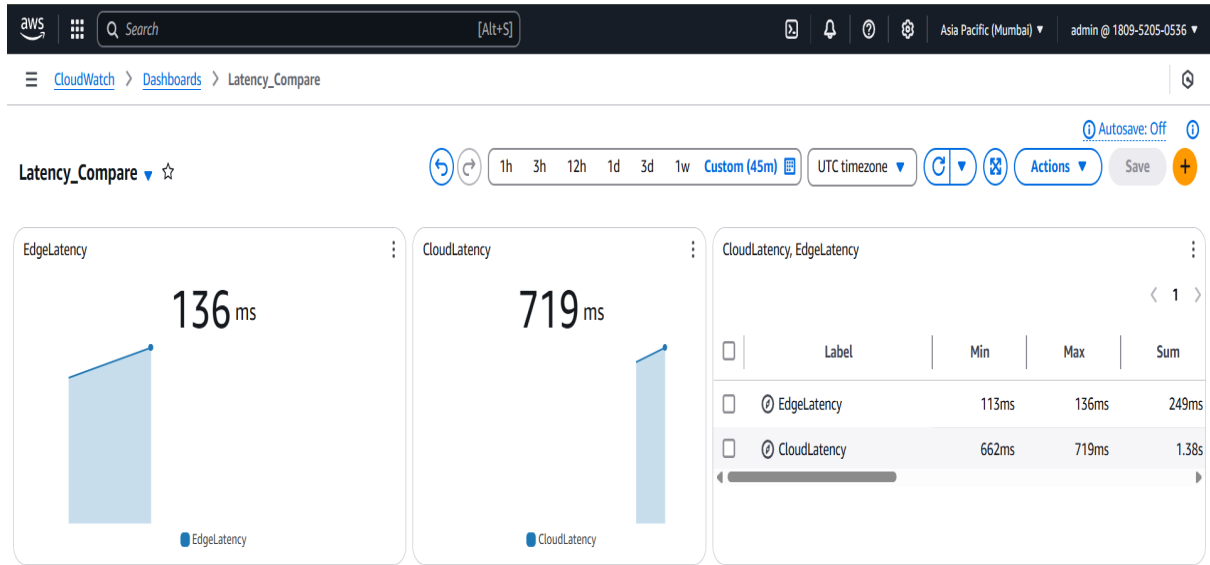 aws Search [Alt+S] Asia Pacific (Mumbai) ▼ admin @ 1809-5205-0536 ▼
CloudWatch > Dashboards > Latency_Compare
Autosave: Off
Latency_Compare ▼ 1h 3h 12h 1d 3d 1w Custom (45m) UTC timezone ▼ Actions ▼ Save +
EdgeLatency
136 ms
EdgeLatency
CloudLatency
719 ms
CloudLatency
CloudLatency, EdgeLatency
< 1 >
Label Min Max Sum
EdgeLatency 113ms 136ms 249ms
CloudLatency 662ms 719ms 1.38s